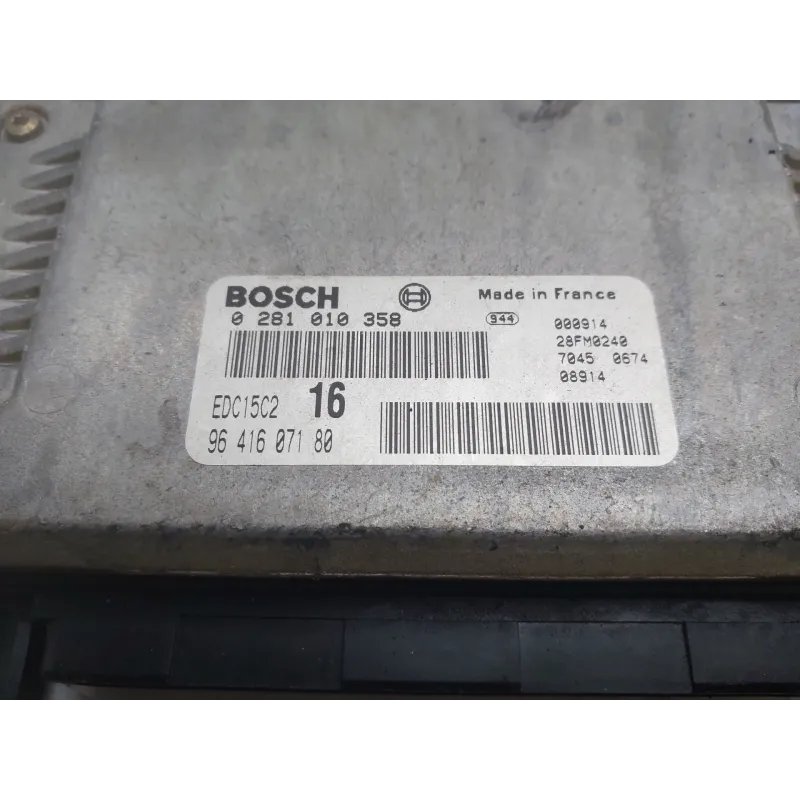 BOSCH Made in France
0 281 010 358 944 000914
28FM0240
7045 0674
08914
EDC15C2 16
96 416 071 80